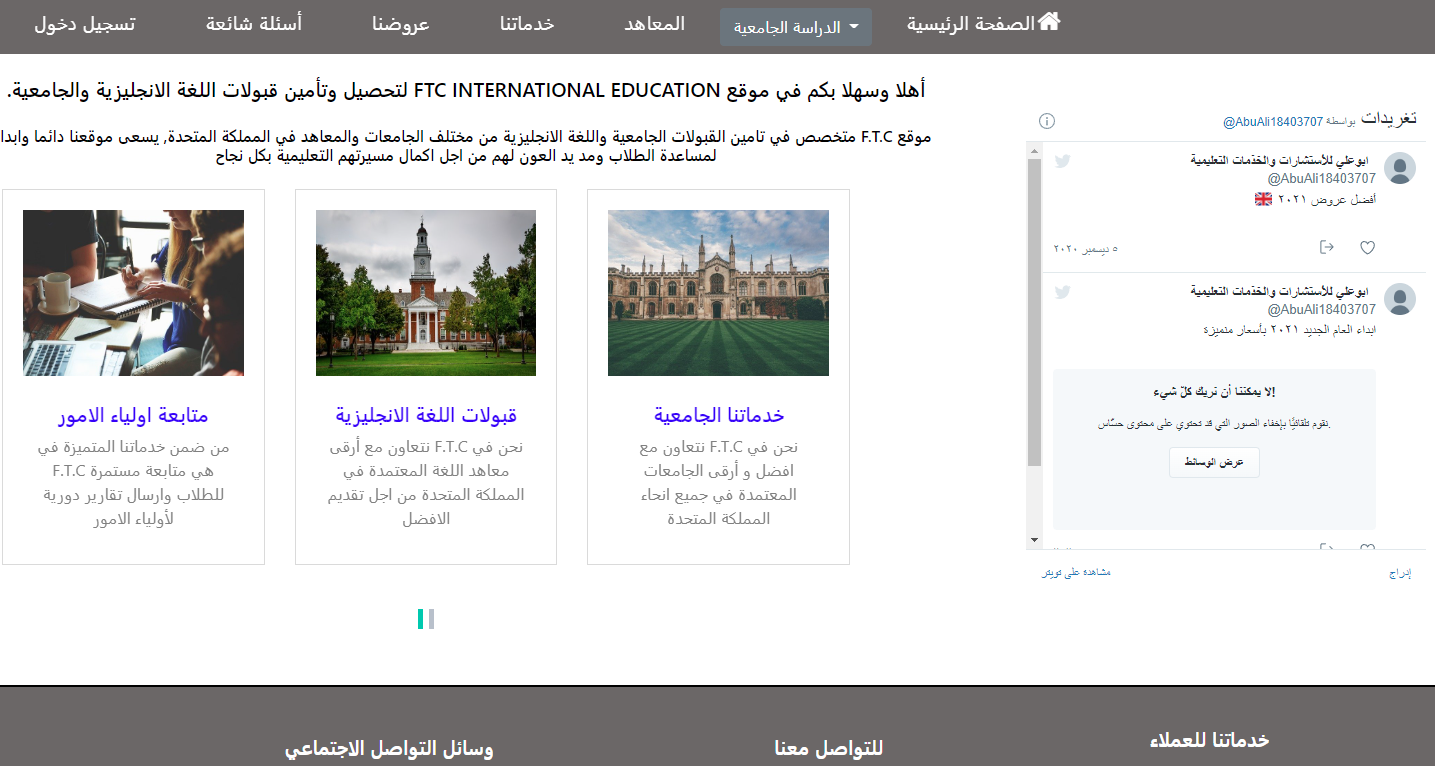 الصفحة الرئيسية
الدراسة الجامعية
المعاهد
خدماتنا
عروضنا
أسئلة شائعة
تسجيل دخول
أهلا وسهلا بكم في موقع FTC INTERNATIONAL EDUCATION لتحصيل وتأمين قبولات اللغة الانجليزية والجامعية.
موقع F.T.C متخصص في تامين القبولات الجامعية واللغة الانجليزية من مختلف الجامعات والمعاهد في المملكة المتحدة, يسعى موقعنا دائما وابدا
لمساعدة الطلاب ومد يد العون لهم من اجل اكمال مسيرتهم التعليمية بكل نجاح
تغريدات بواسطة @AbuAli18403707
ابوعلي للأستشارات والخدمات التعليمية
@AbuAli18403707
أفضل عروض ٢٠٢١ 🇬🇧
٥ ديسمبر ٢٠٢٠
ابوعلي للأستشارات والخدمات التعليمية
@AbuAli18403707
ابداء العام الجديد ٢٠٢١ بأسعار متميزة
لا يمكننا أن نريك كلّ شيء!
نقوم تلقائيًّا بإخفاء الصور التي قد تحتوي على محتوى حسّاس.
عرض الوسائط
إدراج
مشاهدة على تويتر
خدماتنا الجامعية
نحن في F.T.C نتعاون مع
افضل و أرقى الجامعات
المعتمدة في جميع انحاء
المملكة المتحدة
قبولات اللغة الانجليزية
نحن في F.T.C نتعاون مع أرقى
معاهد اللغة المعتمدة في
المملكة المتحدة من اجل تقديم
الافضل
متابعة اولياء الامور
من ضمن خدماتنا المتميزة في
F.T.C هي متابعة مستمرة
للطلاب وارسال تقارير دورية
لأولياء الامور
خدماتنا للعملاء
للتواصل معنا
وسائل التواصل الاجتماعي